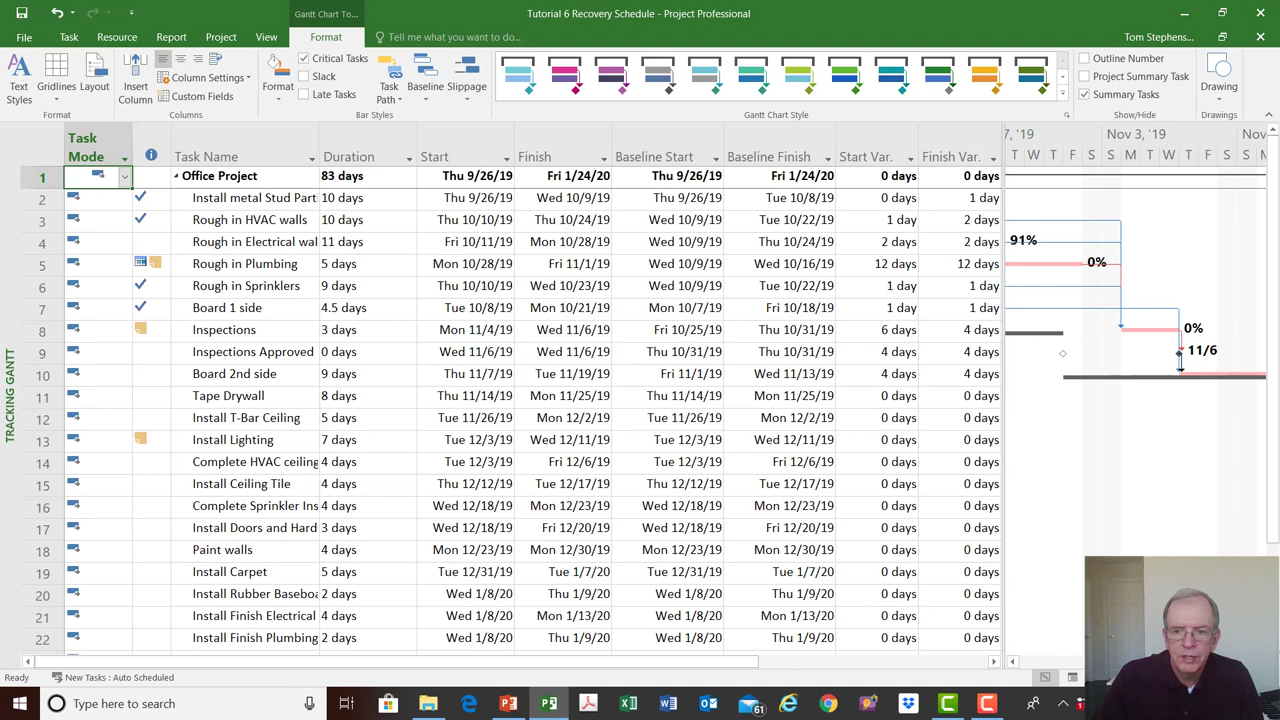 Gantt Chart To...
Tutorial 6 Recovery Schedule - Project Professional
File Task Resource Report Project View Format Tell me what you want to do... Tom Stephens...
Text Styles
Gridlines
Layout
Format
Insert Column
Column Settings
Custom Fields
Columns
Format
Critical Tasks
Slack
Late Tasks
Task Path
Baseline
Slippage
Bar Styles
Gantt Chart Style
Outline Number
Project Summary Task
Summary Tasks
Show/Hide
Drawing
Drawings
Task Mode Task Name Duration Start Finish Baseline Start Baseline Finish Start Var. Finish Var.
7, '19 Nov 3, '19 Nov
T W T F S S M T W T F S S M
1 Office Project 83 days Thu 9/26/19 Fri 1/24/20 Thu 9/26/19 Fri 1/24/20 0 days 0 days
2 Install metal Stud Part 10 days Thu 9/26/19 Wed 10/9/19 Thu 9/26/19 Tue 10/8/19 0 days 1 day
3 Rough in HVAC walls 10 days Thu 10/10/19 Thu 10/24/19 Wed 10/9/19 Tue 10/22/19 1 day 2 days
4 Rough in Electrical wal 11 days Fri 10/11/19 Mon 10/28/19 Wed 10/9/19 Thu 10/24/19 2 days 2 days 91%
5 Rough in Plumbing 5 days Mon 10/28/19 Fri 11/1/19 Wed 10/9/19 Wed 10/16/19 12 days 12 days 0%
6 Rough in Sprinklers 9 days Thu 10/10/19 Wed 10/23/19 Wed 10/9/19 Tue 10/22/19 1 day 1 day
7 Board 1 side 4.5 days Tue 10/8/19 Mon 10/21/19 Mon 10/7/19 Fri 10/18/19 1 day 1 day
8 Inspections 3 days Mon 11/4/19 Wed 11/6/19 Fri 10/25/19 Thu 10/31/19 6 days 4 days 0%
9 Inspections Approved 0 days Wed 11/6/19 Wed 11/6/19 Thu 10/31/19 Thu 10/31/19 4 days 4 days 11/6
10 Board 2nd side 9 days Thu 11/7/19 Tue 11/19/19 Fri 11/1/19 Wed 11/13/19 4 days 4 days
11 Tape Drywall 8 days Thu 11/14/19 Mon 11/25/19 Thu 11/14/19 Mon 11/25/19 0 days 0 days
12 Install T-Bar Ceiling 5 days Tue 11/26/19 Mon 12/2/19 Tue 11/26/19 Mon 12/2/19 0 days 0 days
13 Install Lighting 7 days Tue 12/3/19 Wed 12/11/19 Tue 12/3/19 Wed 12/11/19 0 days 0 days
14 Complete HVAC ceiling 4 days Tue 12/3/19 Fri 12/6/19 Tue 12/3/19 Fri 12/6/19 0 days 0 days
15 Install Ceiling Tile 4 days Thu 12/12/19 Tue 12/17/19 Thu 12/12/19 Tue 12/17/19 0 days 0 days
16 Complete Sprinkler Ins 4 days Wed 12/18/19 Mon 12/23/19 Wed 12/18/19 Mon 12/23/19 0 days 0 days
17 Install Doors and Hard 3 days Wed 12/18/19 Fri 12/20/19 Wed 12/18/19 Fri 12/20/19 0 days 0 days
18 Paint walls 4 days Mon 12/23/19 Mon 12/30/19 Mon 12/23/19 Mon 12/30/19 0 days 0 days
19 Install Carpet 5 days Tue 12/31/19 Tue 1/7/20 Tue 12/31/19 Tue 1/7/20 0 days 0 days
20 Install Rubber Baseboa 2 days Wed 1/8/20 Thu 1/9/20 Wed 1/8/20 Thu 1/9/20 0 days 0 days
21 Install Finish Electrical 4 days Wed 1/8/20 Mon 1/13/20 Wed 1/8/20 Mon 1/13/20 0 days 0 days
22 Install Finish Plumbing 2 days Wed 1/8/20 Thu 1/9/20 Wed 1/8/20 Thu 1/9/20 0 days 0 days
TRACKING GANTT
Ready New Tasks : Auto Scheduled
Type here to search
61